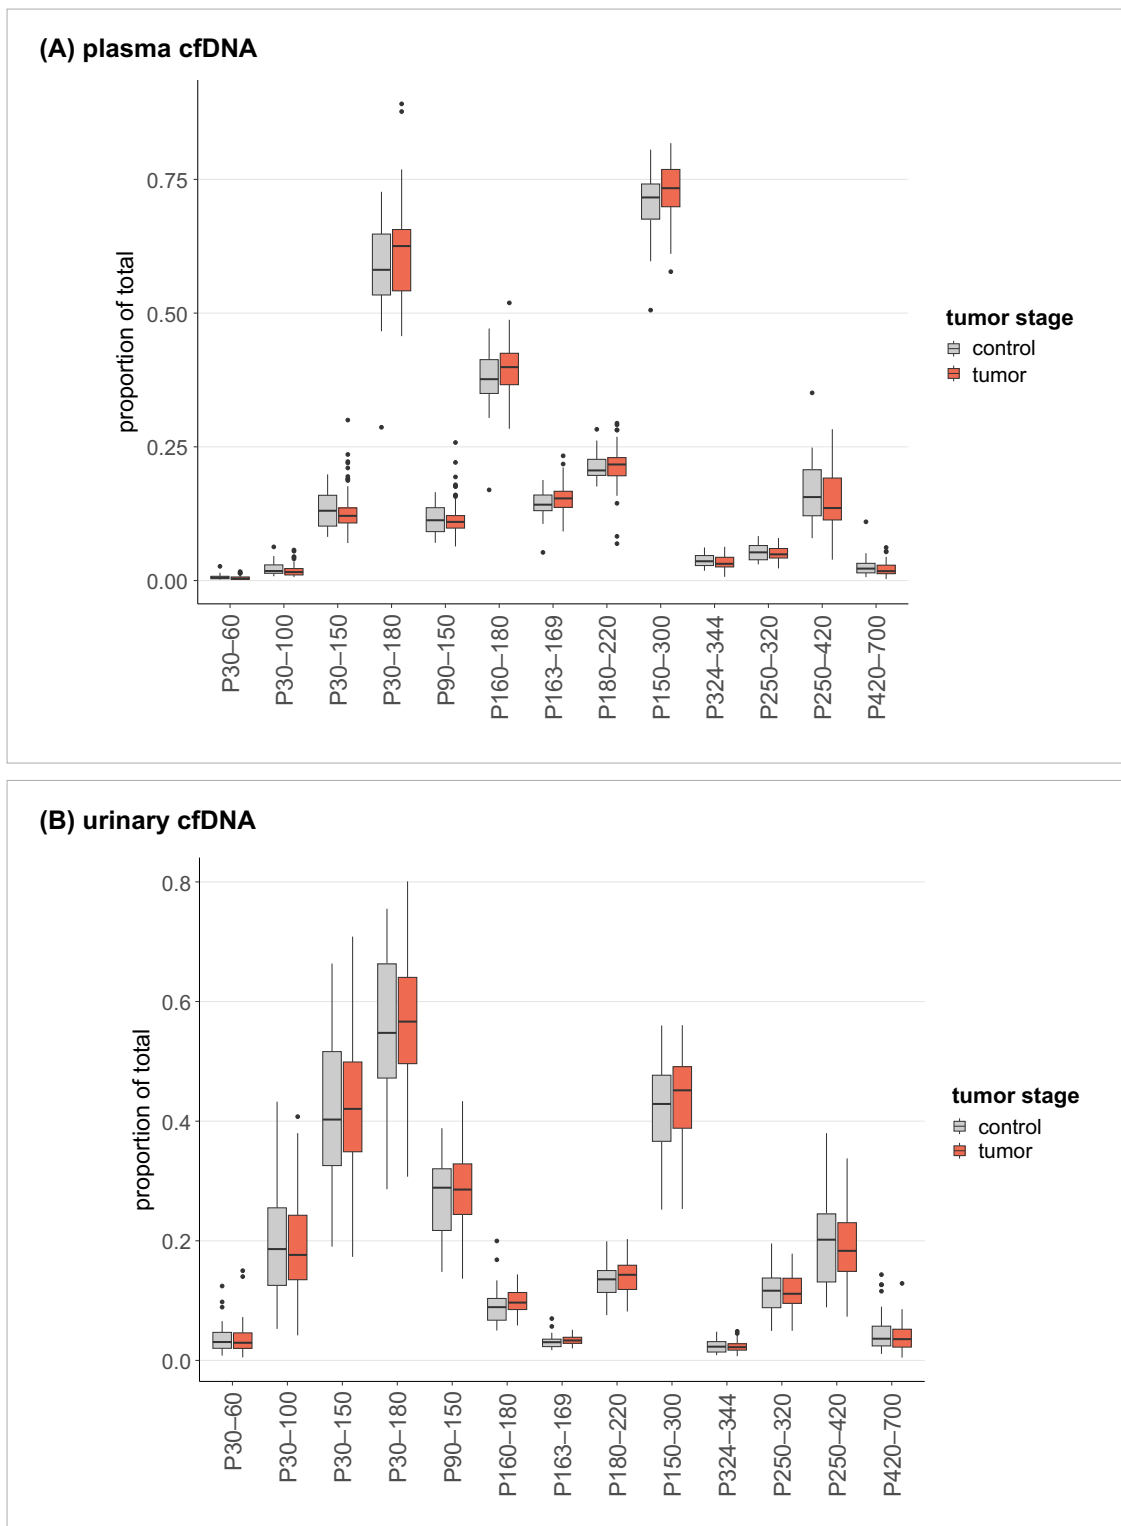 (A) plasma cfDNA
proportion of total
0.75
0.50
0.25
0.00
P30–60
P30–100
P30–150
P30–180
P90–150
P160–180
P163–169
P180–220
P150–300
P324–344
P250–320
P250–420
P420–700
tumor stage
control
tumor
(B) urinary cfDNA
proportion of total
0.8
0.6
0.4
0.2
0.0
P30–60
P30–100
P30–150
P30–180
P90–150
P160–180
P163–169
P180–220
P150–300
P324–344
P250–320
P250–420
P420–700
tumor stage
control
tumor